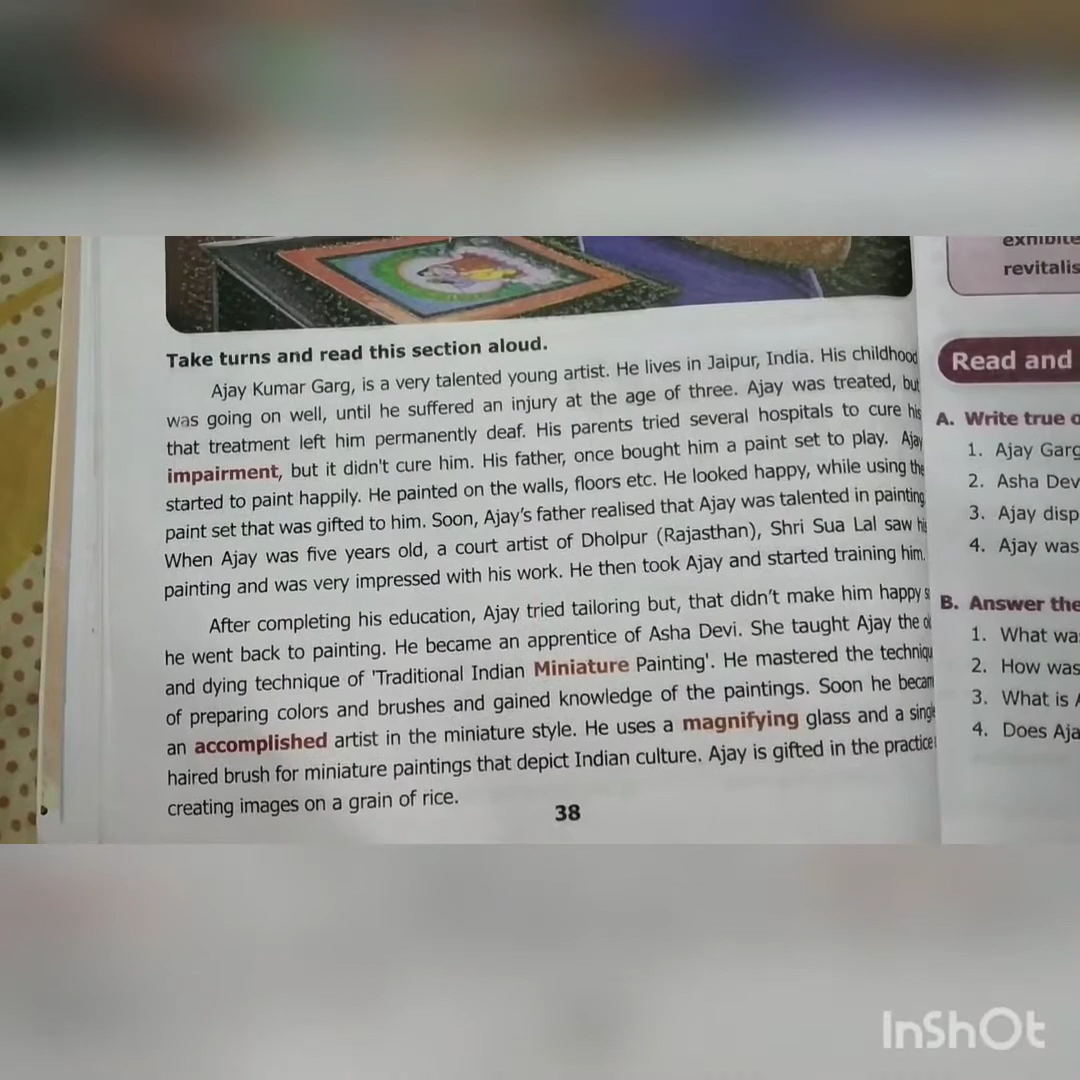 Take turns and read this section aloud.
Ajay Kumar Garg, is a very talented young artist. He lives in Jaipur, India. His childhood
was going on well, until he suffered an injury at the age of three. Ajay was treated, but
that treatment left him permanently deaf. His parents tried several hospitals to cure his
impairment, but it didn't cure him. His father, once bought him a paint set to play. Ajay
started to paint happily. He painted on the walls, floors etc. He looked happy, while using the
paint set that was gifted to him. Soon, Ajay's father realised that Ajay was talented in painting
When Ajay was five years old, a court artist of Dholpur (Rajasthan), Shri Sua Lal saw his
painting and was very impressed with his work. He then took Ajay and started training him.
After completing his education, Ajay tried tailoring but, that didn't make him happy
he went back to painting. He became an apprentice of Asha Devi. She taught Ajay the
and dying technique of 'Traditional Indian Miniature Painting'. He mastered the
of preparing colors and brushes and gained knowledge of the paintings. Soon he
an accomplished artist in the miniature style. He uses a magnifying glass and a
haired brush for miniature paintings that depict Indian culture. Ajay is gifted in the practice
creating images on a grain of rice.
38
Read and
A. Write true
1. Ajay Garg
2. Asha
3. Ajay
4. Ajay was
B. Answer the
1. What
2. How was
3. What is
4. Does
InShOt